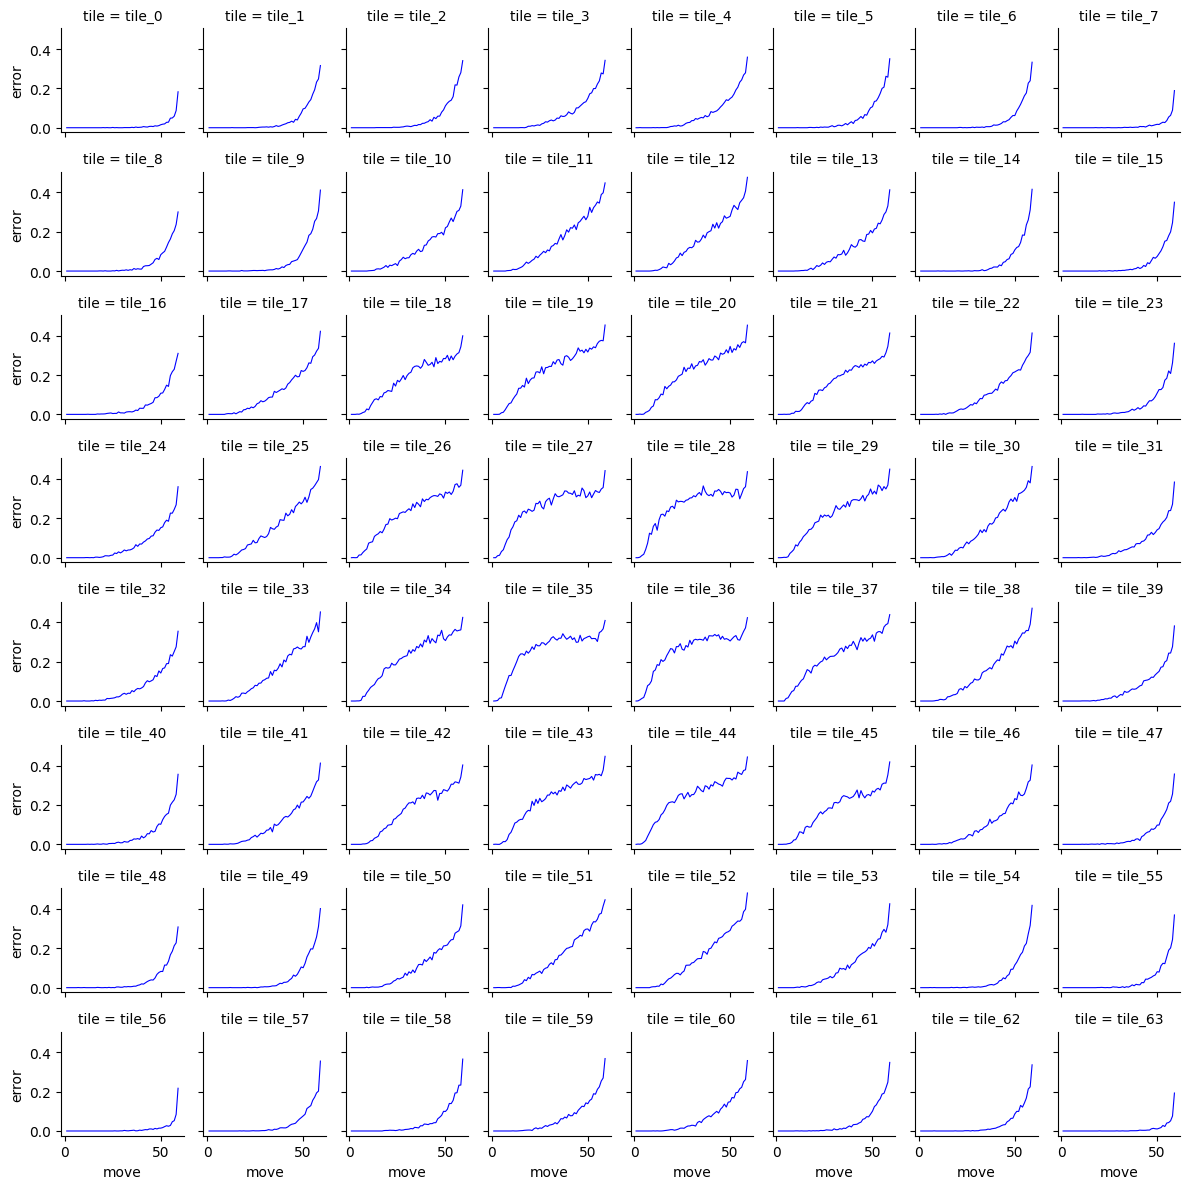 tile = tile_0 tile = tile_1 tile = tile_2 tile = tile_3 tile = tile_4 tile = tile_5 tile = tile_6 tile = tile_7
0.4
error
0.2
0.0
tile = tile_8 tile = tile_9 tile = tile_10 tile = tile_11 tile = tile_12 tile = tile_13 tile = tile_14 tile = tile_15
0.4
error
0.2
0.0
tile = tile_16 tile = tile_17 tile = tile_18 tile = tile_19 tile = tile_20 tile = tile_21 tile = tile_22 tile = tile_23
0.4
error
0.2
0.0
tile = tile_24 tile = tile_25 tile = tile_26 tile = tile_27 tile = tile_28 tile = tile_29 tile = tile_30 tile = tile_31
0.4
error
0.2
0.0
tile = tile_32 tile = tile_33 tile = tile_34 tile = tile_35 tile = tile_36 tile = tile_37 tile = tile_38 tile = tile_39
0.4
error
0.2
0.0
tile = tile_40 tile = tile_41 tile = tile_42 tile = tile_43 tile = tile_44 tile = tile_45 tile = tile_46 tile = tile_47
0.4
error
0.2
0.0
tile = tile_48 tile = tile_49 tile = tile_50 tile = tile_51 tile = tile_52 tile = tile_53 tile = tile_54 tile = tile_55
0.4
error
0.2
0.0
tile = tile_56 tile = tile_57 tile = tile_58 tile = tile_59 tile = tile_60 tile = tile_61 tile = tile_62 tile = tile_63
0.4
error
0.2
0.0
0 50 0 50 0 50 0 50 0 50 0 50 0 50 0 50
move move move move move move move move